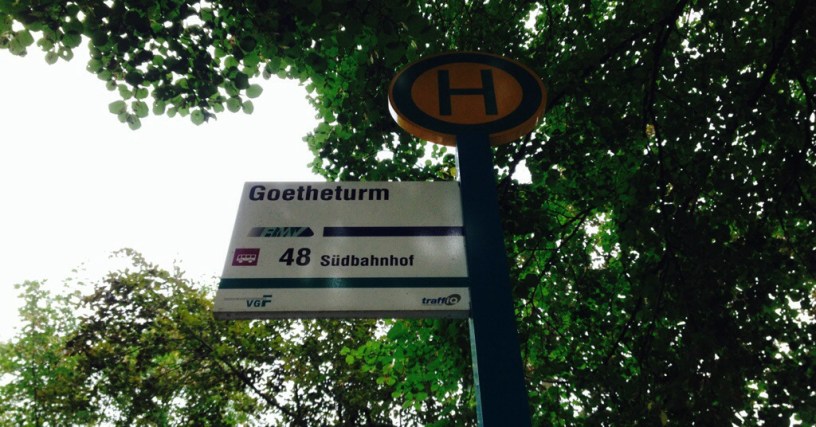 H
Goetheturm
RMV
48 Südbahnhof
VGF
traffiQ